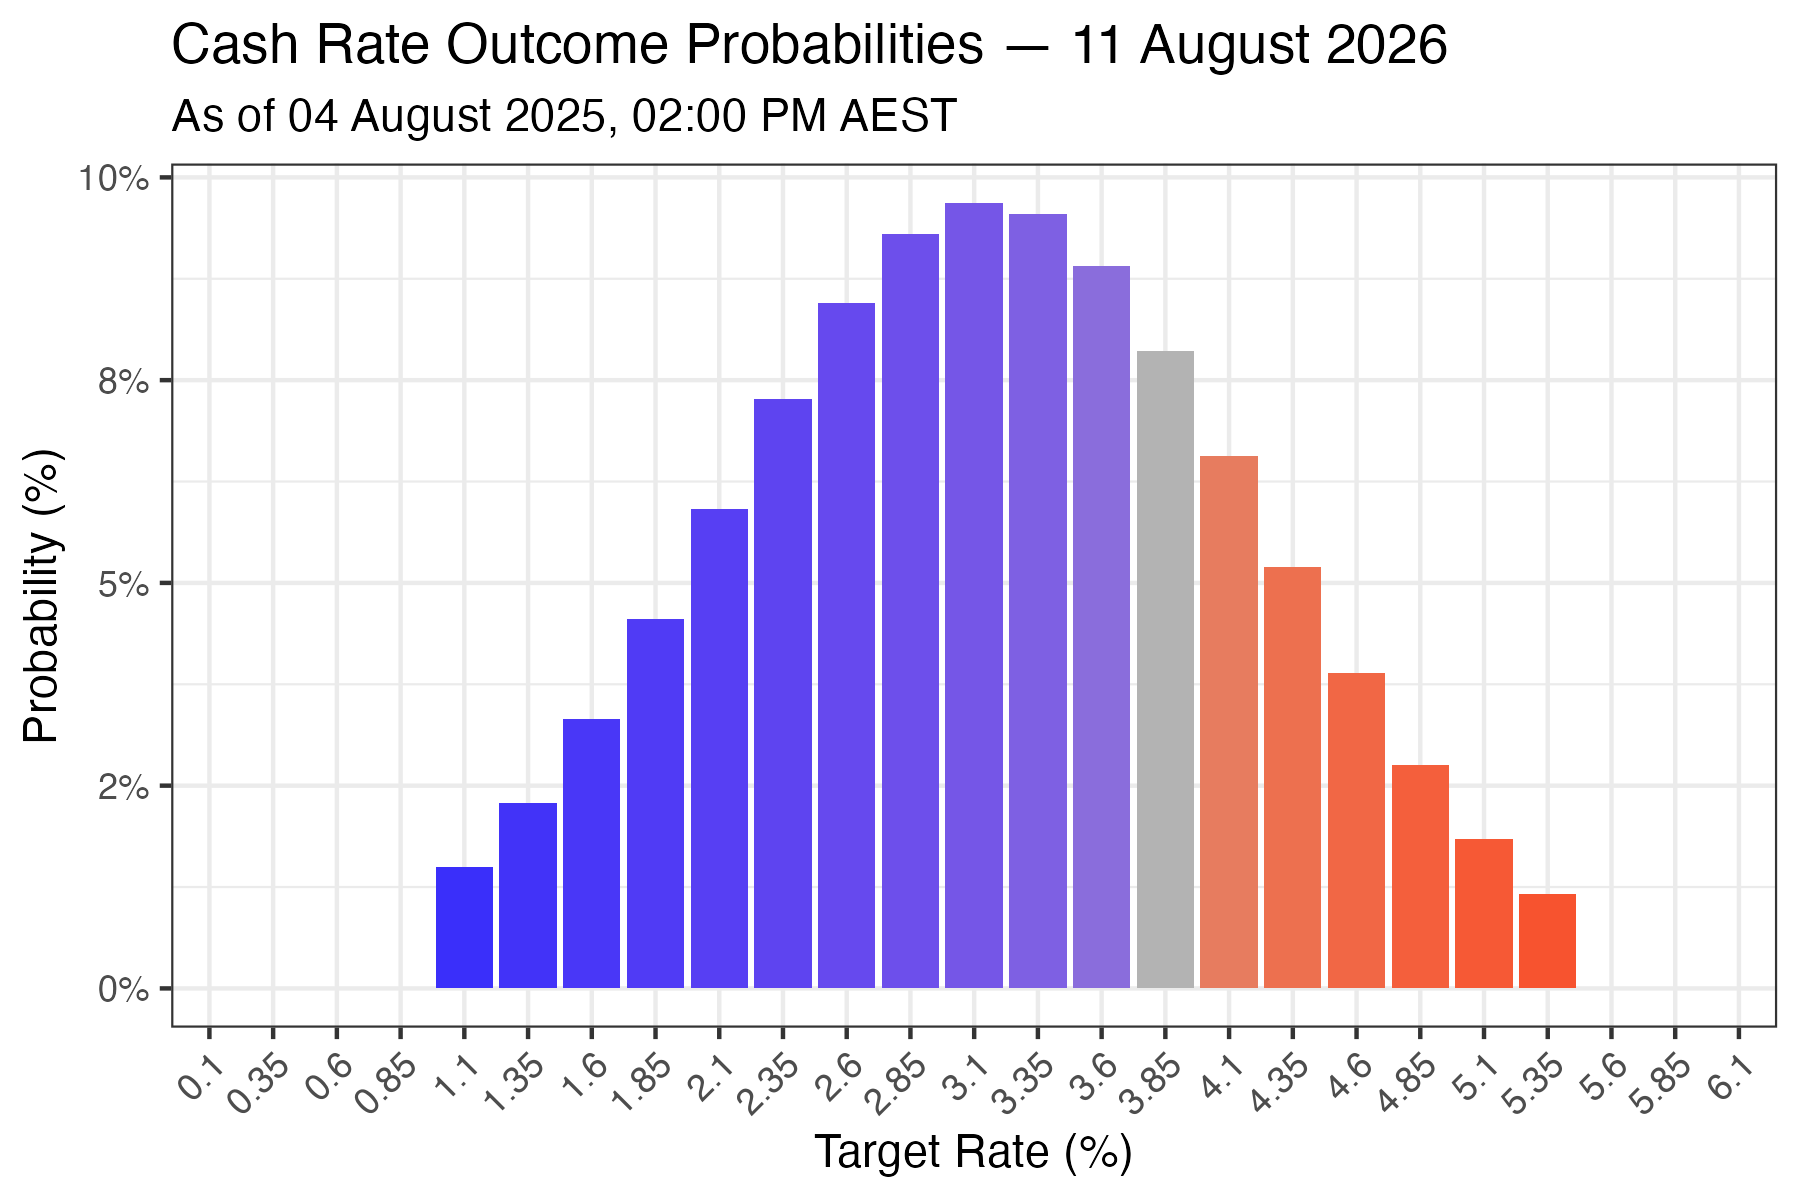 Cash Rate Outcome Probabilities — 11 August 2026
As of 04 August 2025, 02:00 PM AEST
Probability (%)
10%
8%
5%
2%
0%
0.1 0.35 0.6 0.85 1.1 1.35 1.6 1.85 2.1 2.35 2.6 2.85 3.1 3.35 3.6 3.85 4.1 4.35 4.6 4.85 5.1 5.35 5.6 5.85 6.1
Target Rate (%)